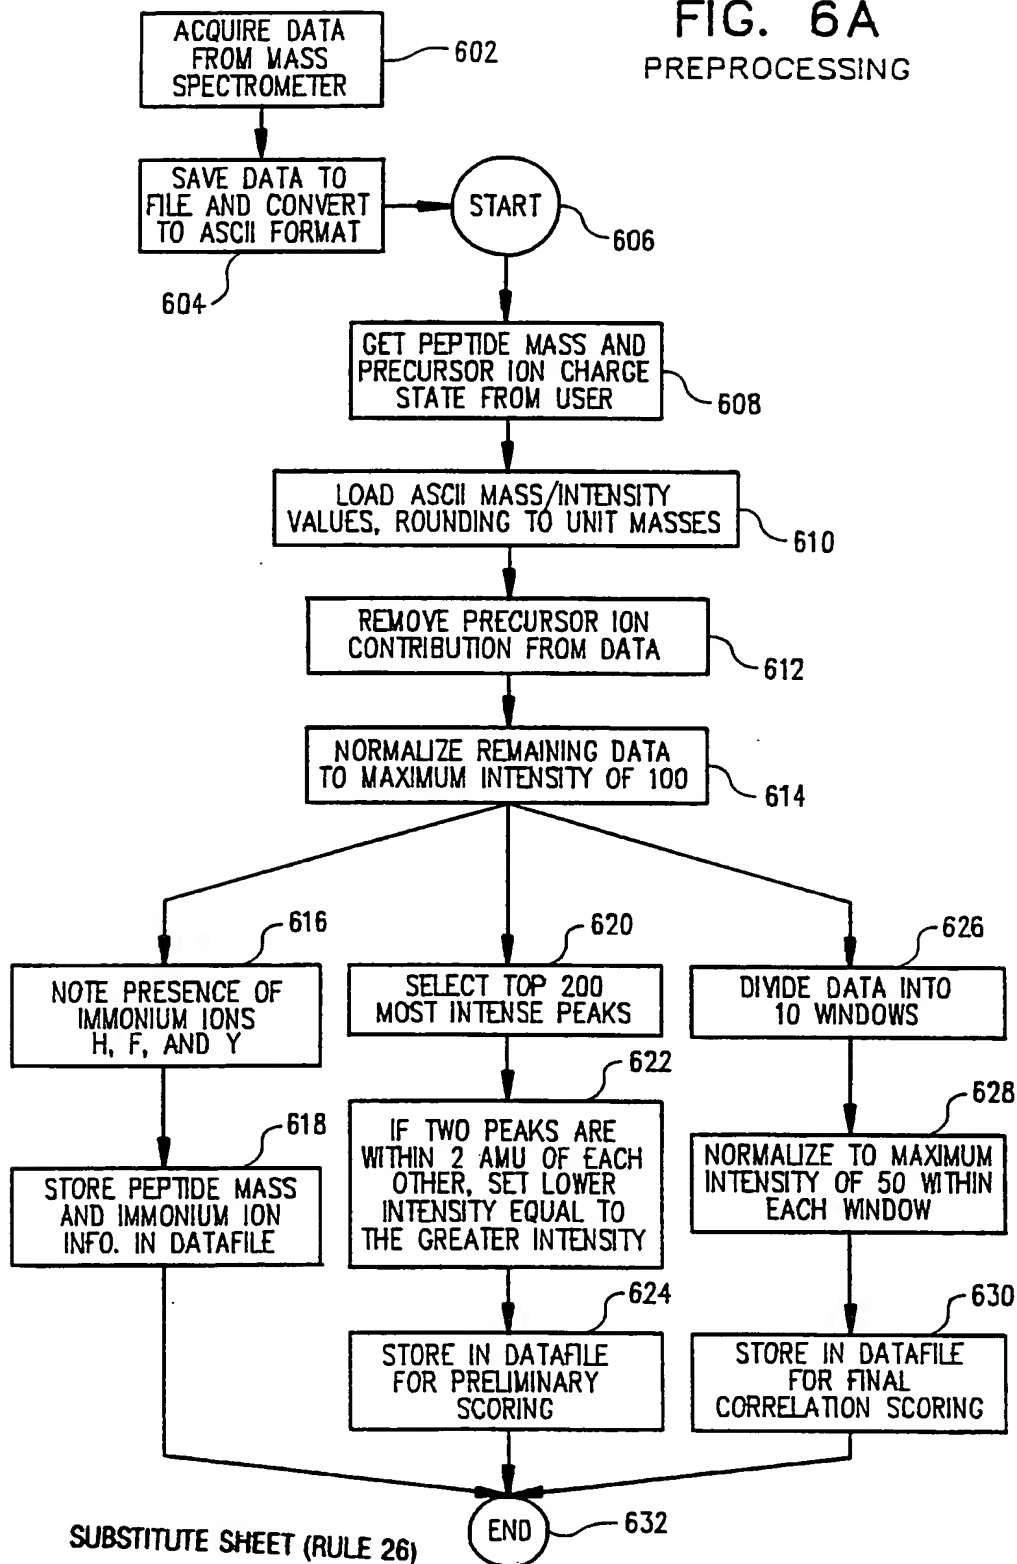 FIG. 6A
PREPROCESSING
ACQUIRE DATA
FROM MASS
SPECTROMETER
602
SAVE DATA TO
FILE AND CONVERT
TO ASCII FORMAT
604
START
606
GET PEPTIDE MASS AND
PRECURSOR ION CHARGE
STATE FROM USER
608
LOAD ASCII MASS/INTENSITY
VALUES, ROUNDING TO UNIT MASSES
610
REMOVE PRECURSOR ION
CONTRIBUTION FROM DATA
612
NORMALIZE REMAINING DATA
TO MAXIMUM INTENSITY OF 100
614
616
NOTE PRESENCE OF
IMMONIUM IONS
H, F, AND Y
618
STORE PEPTIDE MASS
AND IMMONIUM ION
INFO. IN DATAFILE
620
SELECT TOP 200
MOST INTENSE PEAKS
622
IF TWO PEAKS ARE
WITHIN 2 AMU OF EACH
OTHER, SET LOWER
INTENSITY EQUAL TO
THE GREATER INTENSITY
624
STORE IN DATAFILE
FOR PRELIMINARY
SCORING
626
DIVIDE DATA INTO
10 WINDOWS
628
NORMALIZE TO MAXIMUM
INTENSITY OF 50 WITHIN
EACH WINDOW
630
STORE IN DATAFILE
FOR FINAL
CORRELATION SCORING
END
632
SUBSTITUTE SHEET (RULE 26)